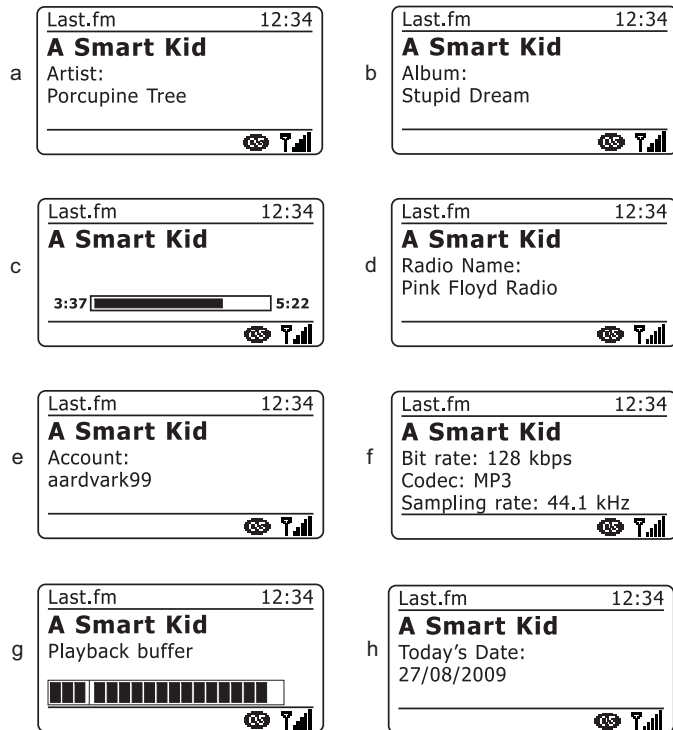 Last.fm 12:34
A Smart Kid
a
Artist:
Porcupine Tree
Last.fm 12:34
A Smart Kid
b
Album:
Stupid Dream
Last.fm 12:34
A Smart Kid
c
3:37 5:22
Last.fm 12:34
A Smart Kid
d
Radio Name:
Pink Floyd Radio
Last.fm 12:34
A Smart Kid
e
Account:
aardvark99
Last.fm 12:34
A Smart Kid
f
Bit rate: 128 kbps
Codec: MP3
Sampling rate: 44.1 kHz
Last.fm 12:34
A Smart Kid
g
Playback buffer
Last.fm 12:34
A Smart Kid
h
Today's Date:
27/08/2009